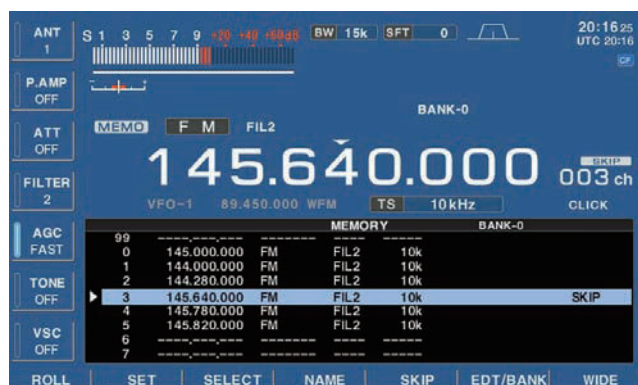 ANT
1
S 1 3 5 7 9 +20 +40 +60dB
BW 15k
SFT 0
20:16 25
UTC 20:16
CF
P.AMP
OFF
BANK-0
MEMO
FM
FIL2
ATT
OFF
145.640.000
SKIP
003 ch
FILTER
2
VFO-1 89.450.000 WFM
TS 10kHz
CLICK
MEMORY BANK-0
AGC
FAST
99 ---,---,--- ------- ---- -----
0 145.000.000 FM FIL2 10k
1 144.000.000 FM FIL2 10k
2 144.280.000 FM FIL2 10k
TONE
OFF
3 145.640.000 FM FIL2 10k SKIP
4 145.780.000 FM FIL2 10k
5 145.820.000 FM FIL2 10k
6 ---,---,--- ------- ---- -----
7 ---,---,--- ------- ---- -----
VSC
OFF
ROLL SET SELECT NAME SKIP EDT/BANK WIDE